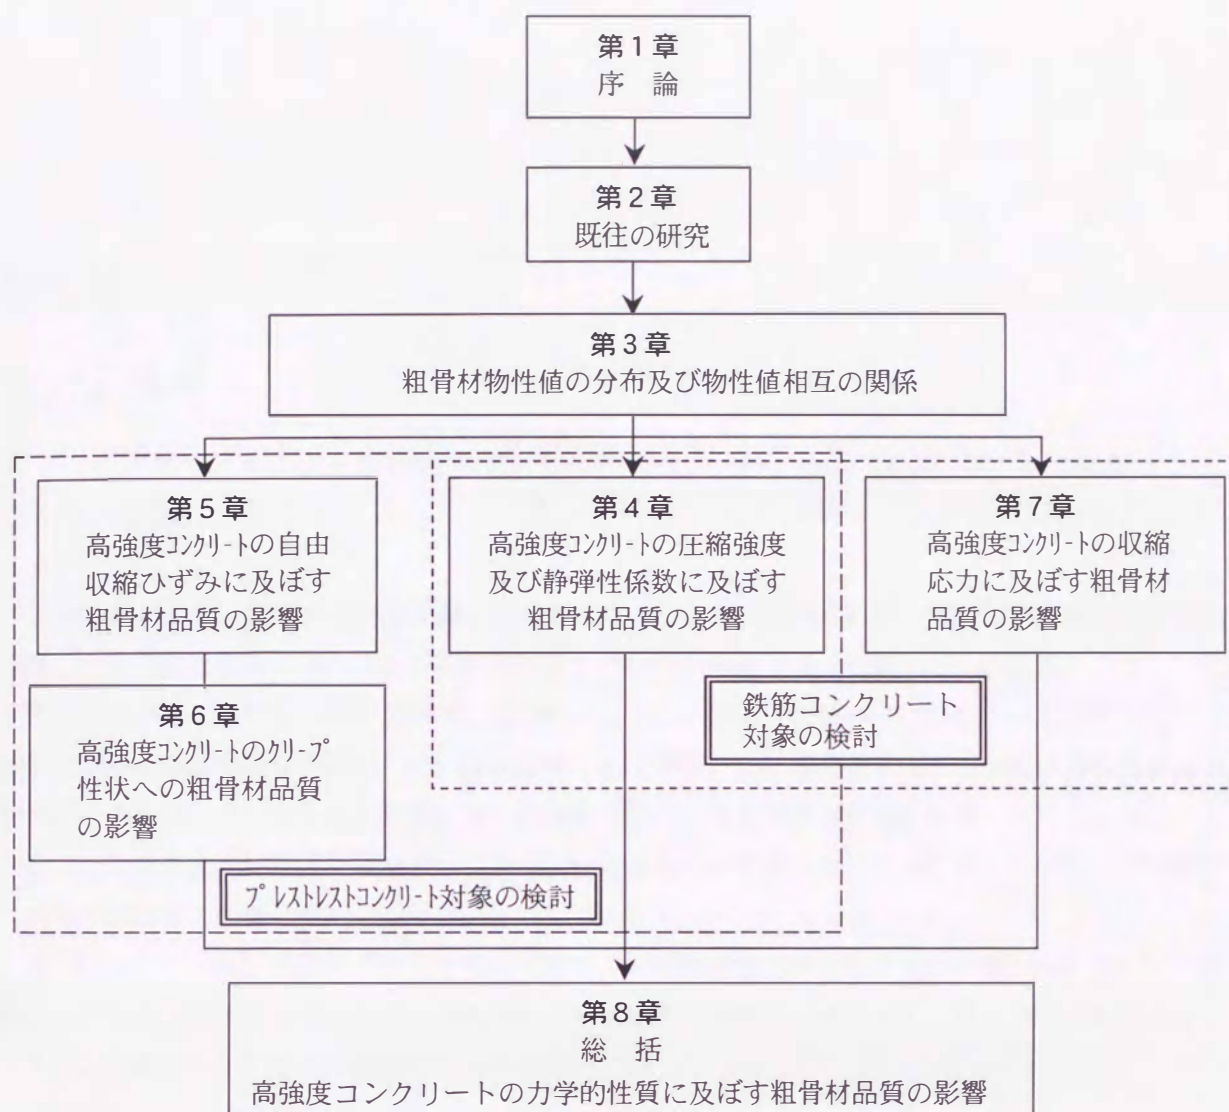 第1章
序　論
第2章
既往の研究
第3章
粗骨材物性値の分布及び物性値相互の関係
第5章
高強度ｺﾝｸﾘｰﾄの自由
収縮ひずみに及ぼす
粗骨材品質の影響
第4章
高強度ｺﾝｸﾘｰﾄの圧縮強度
及び静弾性係数に及ぼす
粗骨材品質の影響
第7章
高強度ｺﾝｸﾘｰﾄの収縮
応力に及ぼす粗骨材
品質の影響
第6章
高強度ｺﾝｸﾘｰﾄのｸﾘｰﾌﾟ
性状への粗骨材品質
の影響
鉄筋コンクリート
対象の検討
ﾌﾟﾚｽﾄﾚｽﾄｺﾝｸﾘｰﾄ対象の検討
第8章
総　括
高強度コンクリートの力学的性質に及ぼす粗骨材品質の影響